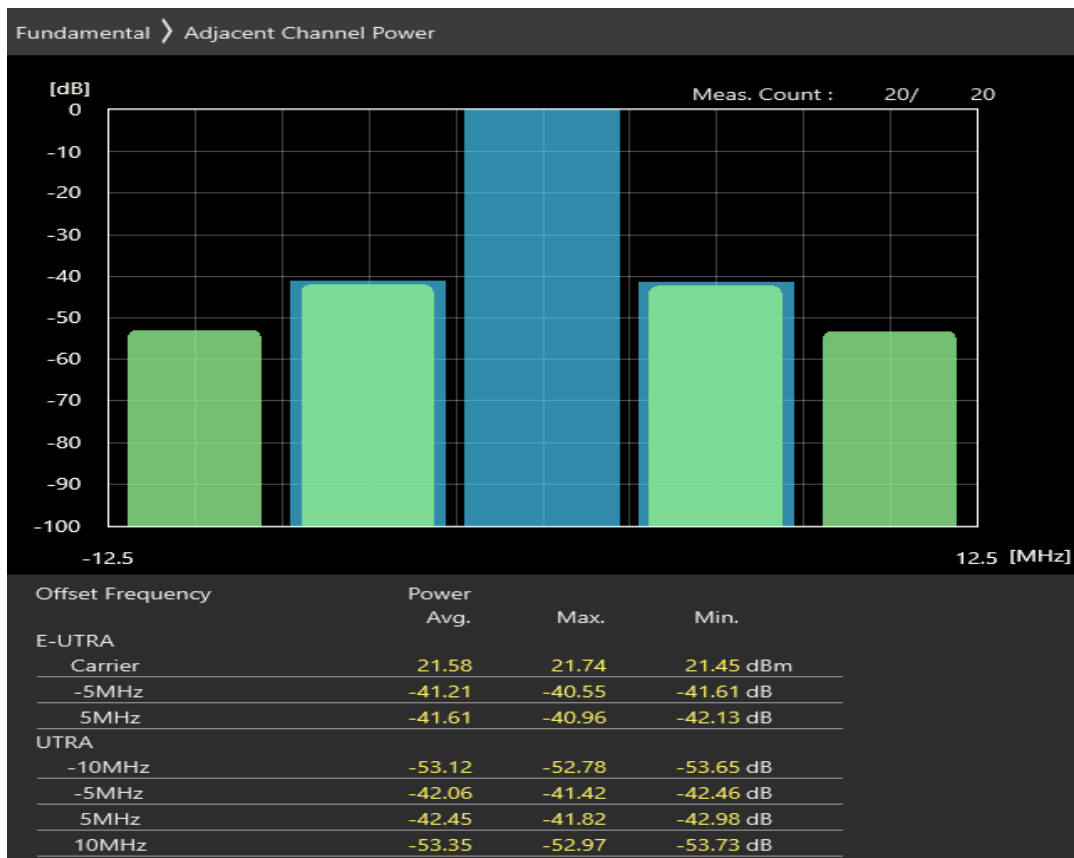 Fundamental 〉 Adjacent Channel Power
[dB]
Meas. Count : 20/ 20
0
-10
-20
-30
-40
-50
-60
-70
-80
-90
-100
-12.5 12.5 [MHz]
Offset Frequency Power
Avg. Max. Min.
E-UTRA
Carrier 21.58 21.74 21.45 dBm
-5MHz -41.21 -40.55 -41.61 dB
5MHz -41.61 -40.96 -42.13 dB
UTRA
-10MHz -53.12 -52.78 -53.65 dB
-5MHz -42.06 -41.42 -42.46 dB
5MHz -42.45 -41.82 -42.98 dB
10MHz -53.35 -52.97 -53.73 dB